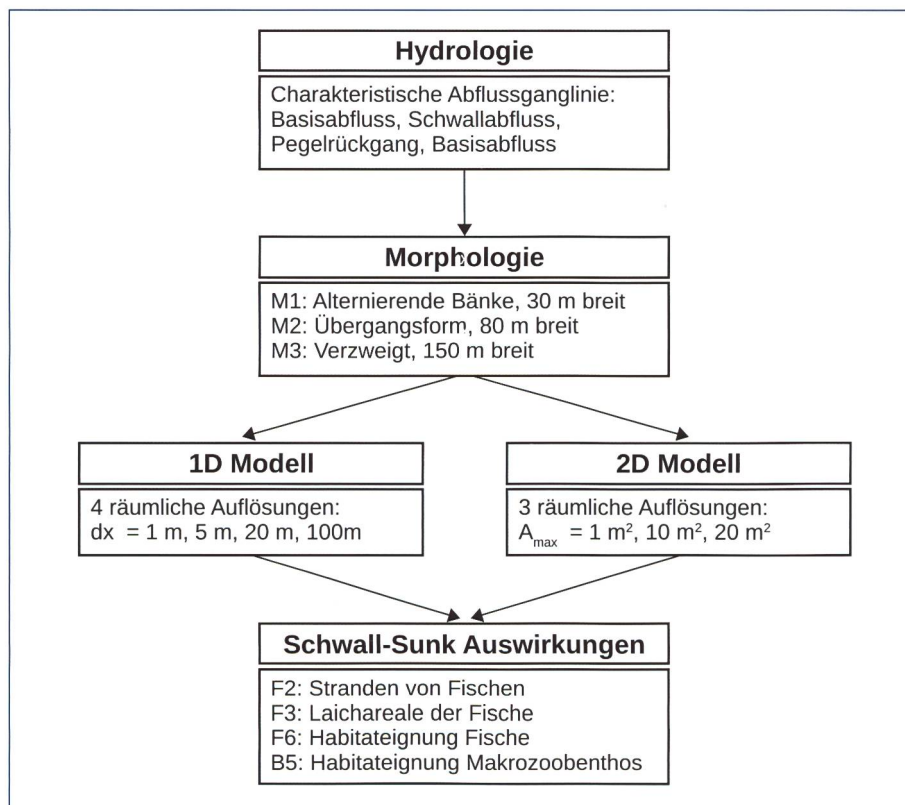 Hydrologie
Charakteristische Abflussganglinie:
Basisabfluss, Schwallabfluss,
Pegelrückgang, Basisabfluss
Morphologie
M1: Alternierende Bänke, 30 m breit
M2: Übergangsform, 80 m breit
M3: Verzweigt, 150 m breit
1D Modell
4 räumliche Auflösungen:
dx = 1 m, 5 m, 20 m, 100m
2D Modell
3 räumliche Auflösungen:
Amax = 1 m², 10 m², 20 m²
Schwall-Sunk Auswirkungen
F2: Stranden von Fischen
F3: Laichareale der Fische
F6: Habitateignung Fische
B5: Habitateignung Makrozoobenthos